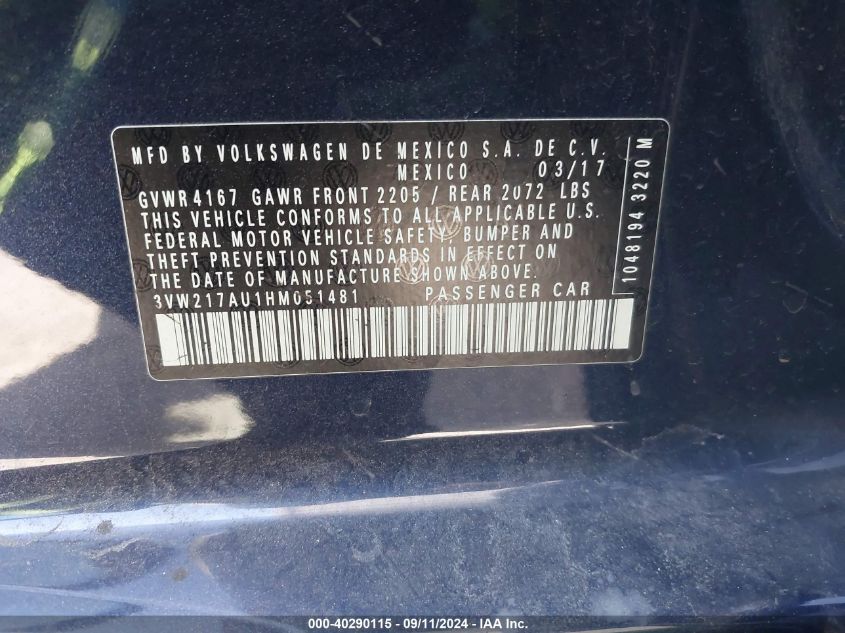 MFD BY VOLKSWAGEN DE MEXICO S.A. DE C.V.
MEXICO 03/17
GVWR 4167 GAWR FRONT 2205 / REAR 2072 LBS
THIS VEHICLE CONFORMS TO ALL APPLICABLE U.S.
FEDERAL MOTOR VEHICLE SAFETY, BUMPER AND
THEFT PREVENTION STANDARDS IN EFFECT ON
THE DATE OF MANUFACTURE SHOWN ABOVE.
3VW217AU1HM051481 PASSENGER CAR
1048194 3220 M
000-40290115 - 09/11/2024 - IAA, Inc.